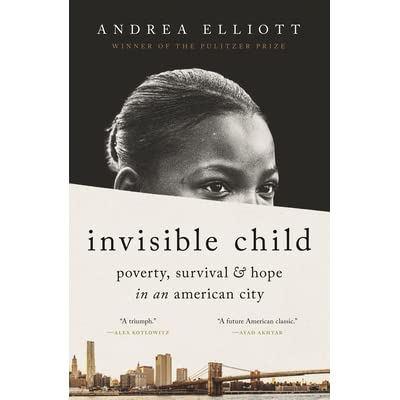 ANDREA ELLIOTT
WINNER OF THE PULITZER PRIZE
invisible child
poverty, survival & hope
in an american city
"A triumph."
—ALEX KOTLOWITZ
"A future American classic."
—AYAD AKHTAR